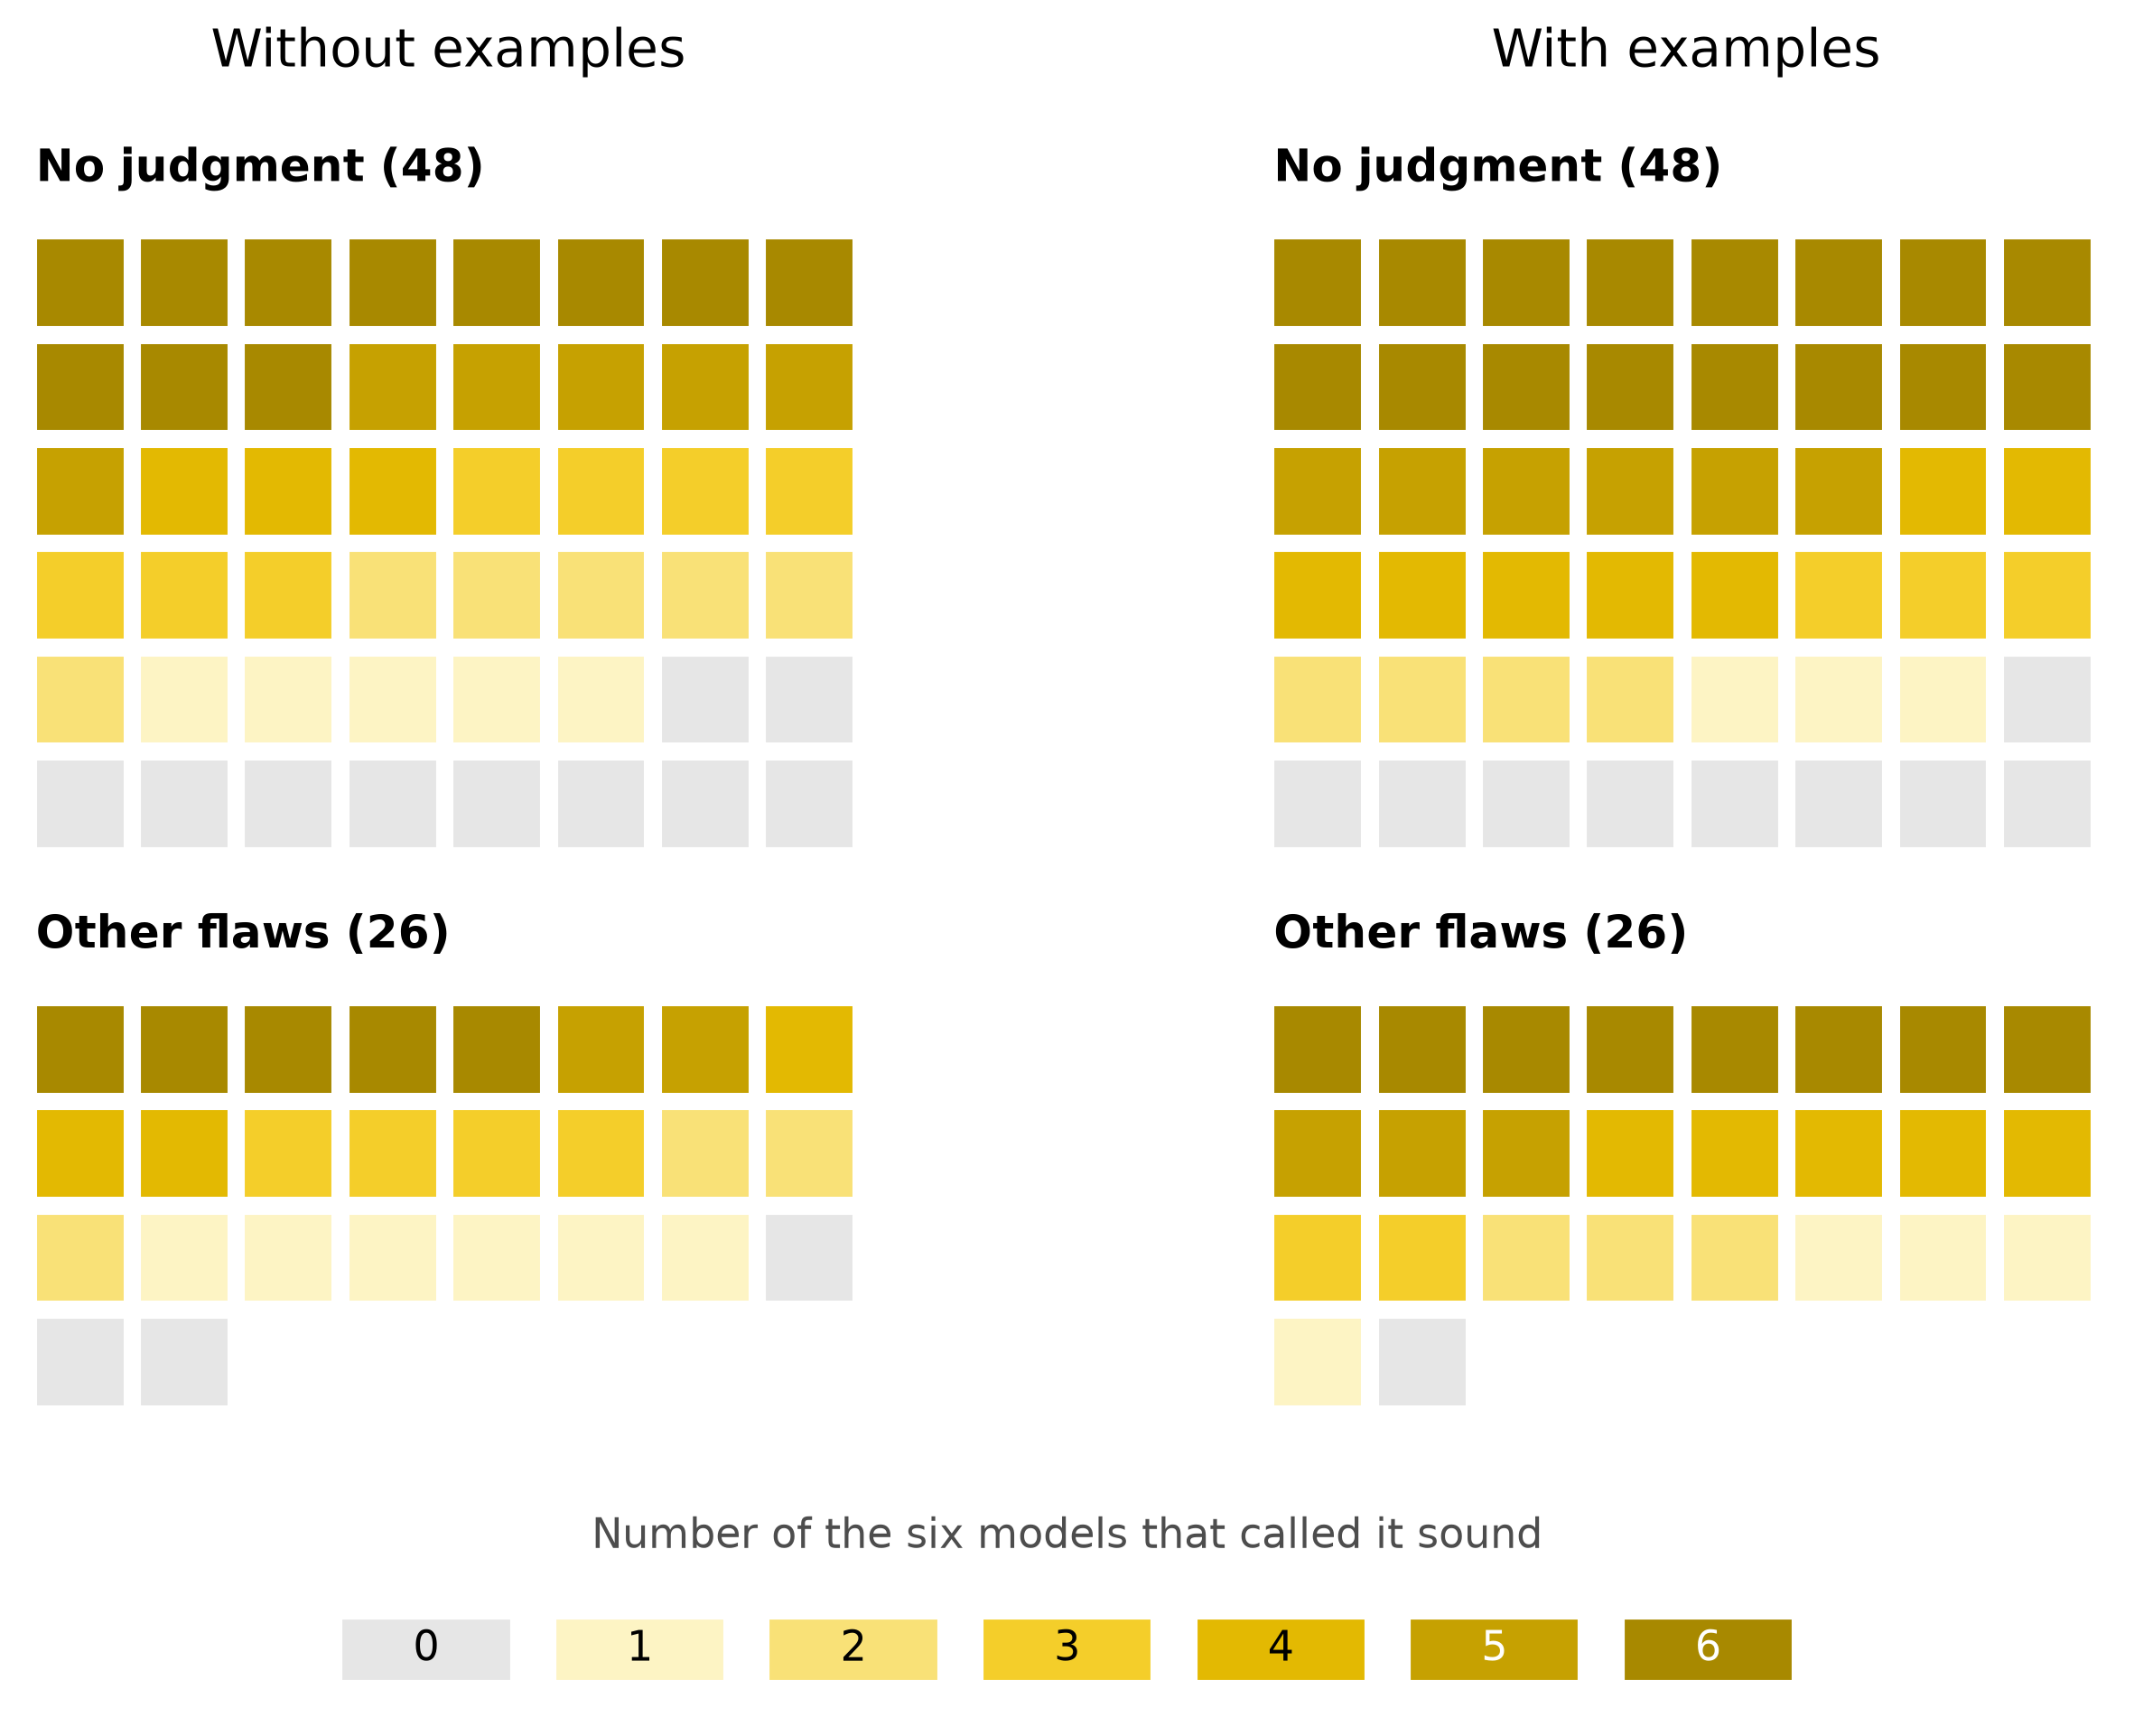 Without examples
With examples
No judgment (48)
No judgment (48)
Other flaws (26)
Other flaws (26)
Number of the six models that called it sound
0 1 2 3 4 5 6